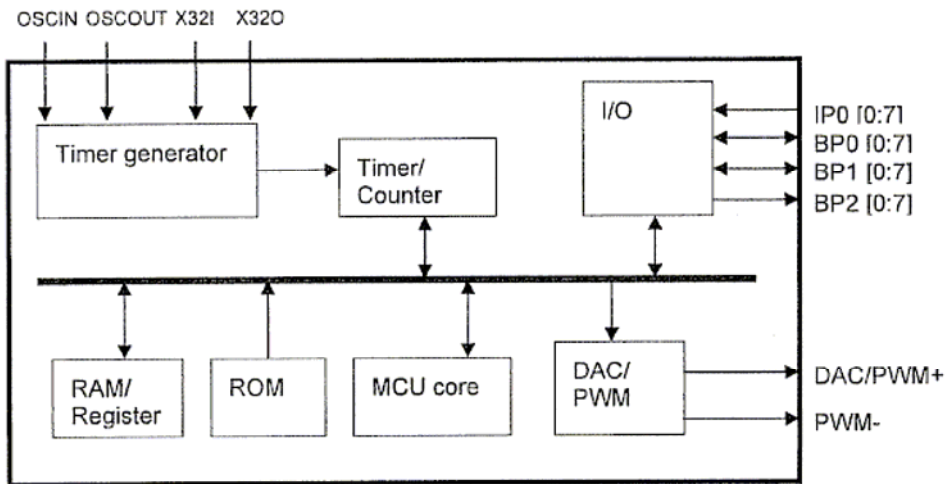 OSCIN OSCOUT X32I X32O
Timer generator
Timer/
Counter
I/O
IP0 [0:7]
BP0 [0:7]
BP1 [0:7]
BP2 [0:7]
RAM/
Register
ROM
MCU core
DAC/
PWM
DAC/PWM+
PWM-